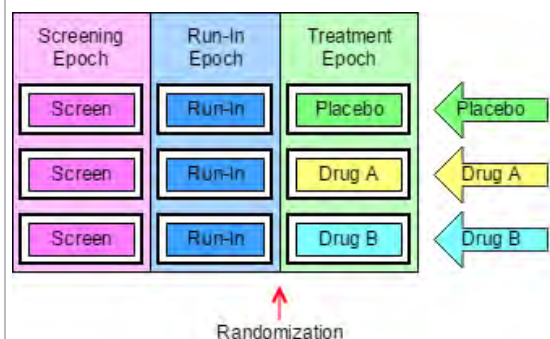 Screening Epoch
Run-In Epoch
Treatment Epoch
Screen Run-In Placebo Placebo
Screen Run-In Drug A Drug A
Screen Run-In Drug B Drug B
Randomization